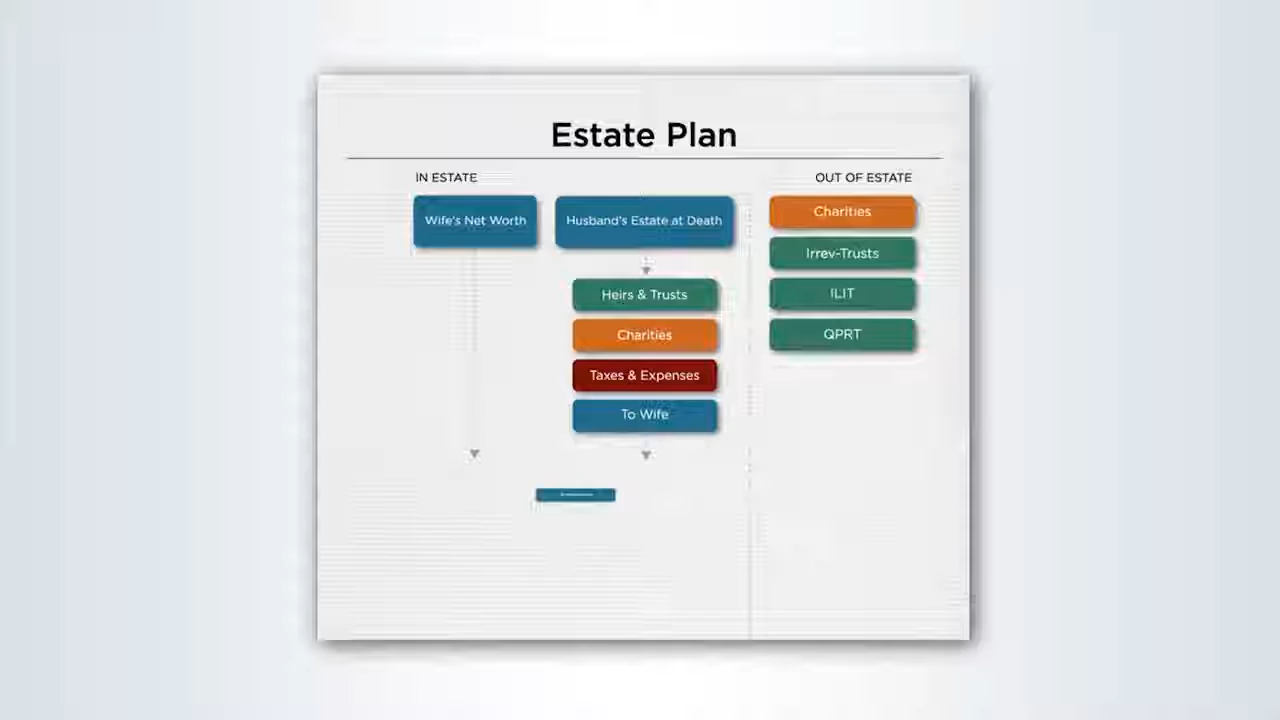 Estate Plan
IN ESTATE
OUT OF ESTATE
Wife's Net Worth
Husband's Estate at Death
Charities
Irrev-Trusts
ILIT
QPRT
Heirs & Trusts
Charities
Taxes & Expenses
To Wife